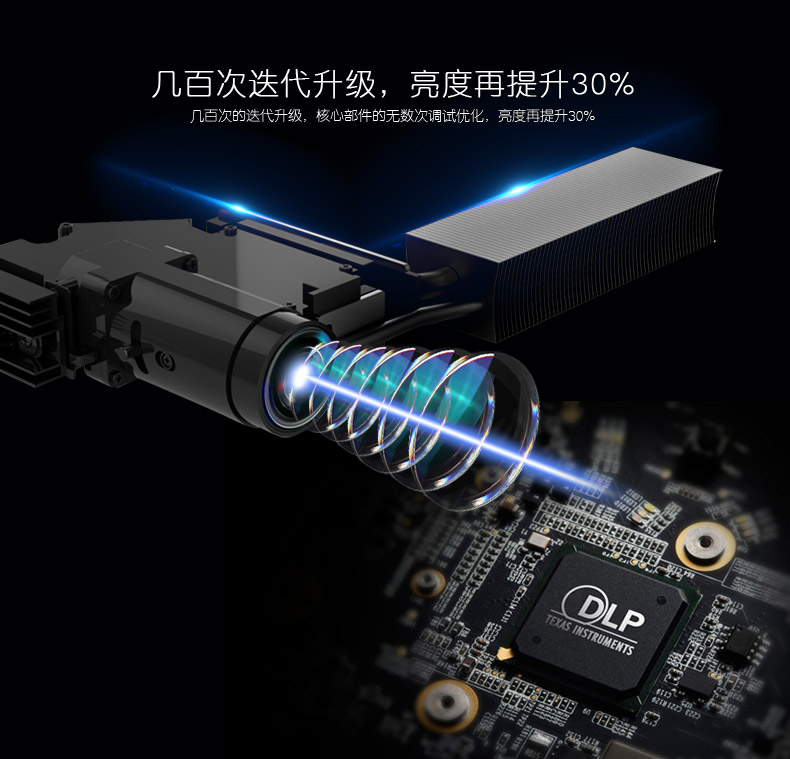 几百次迭代升级，亮度再提升30%
几百次的迭代升级，核心部件的无数次调试优化，亮度再提升30%
DLP
TEXAS INSTRUMENTS